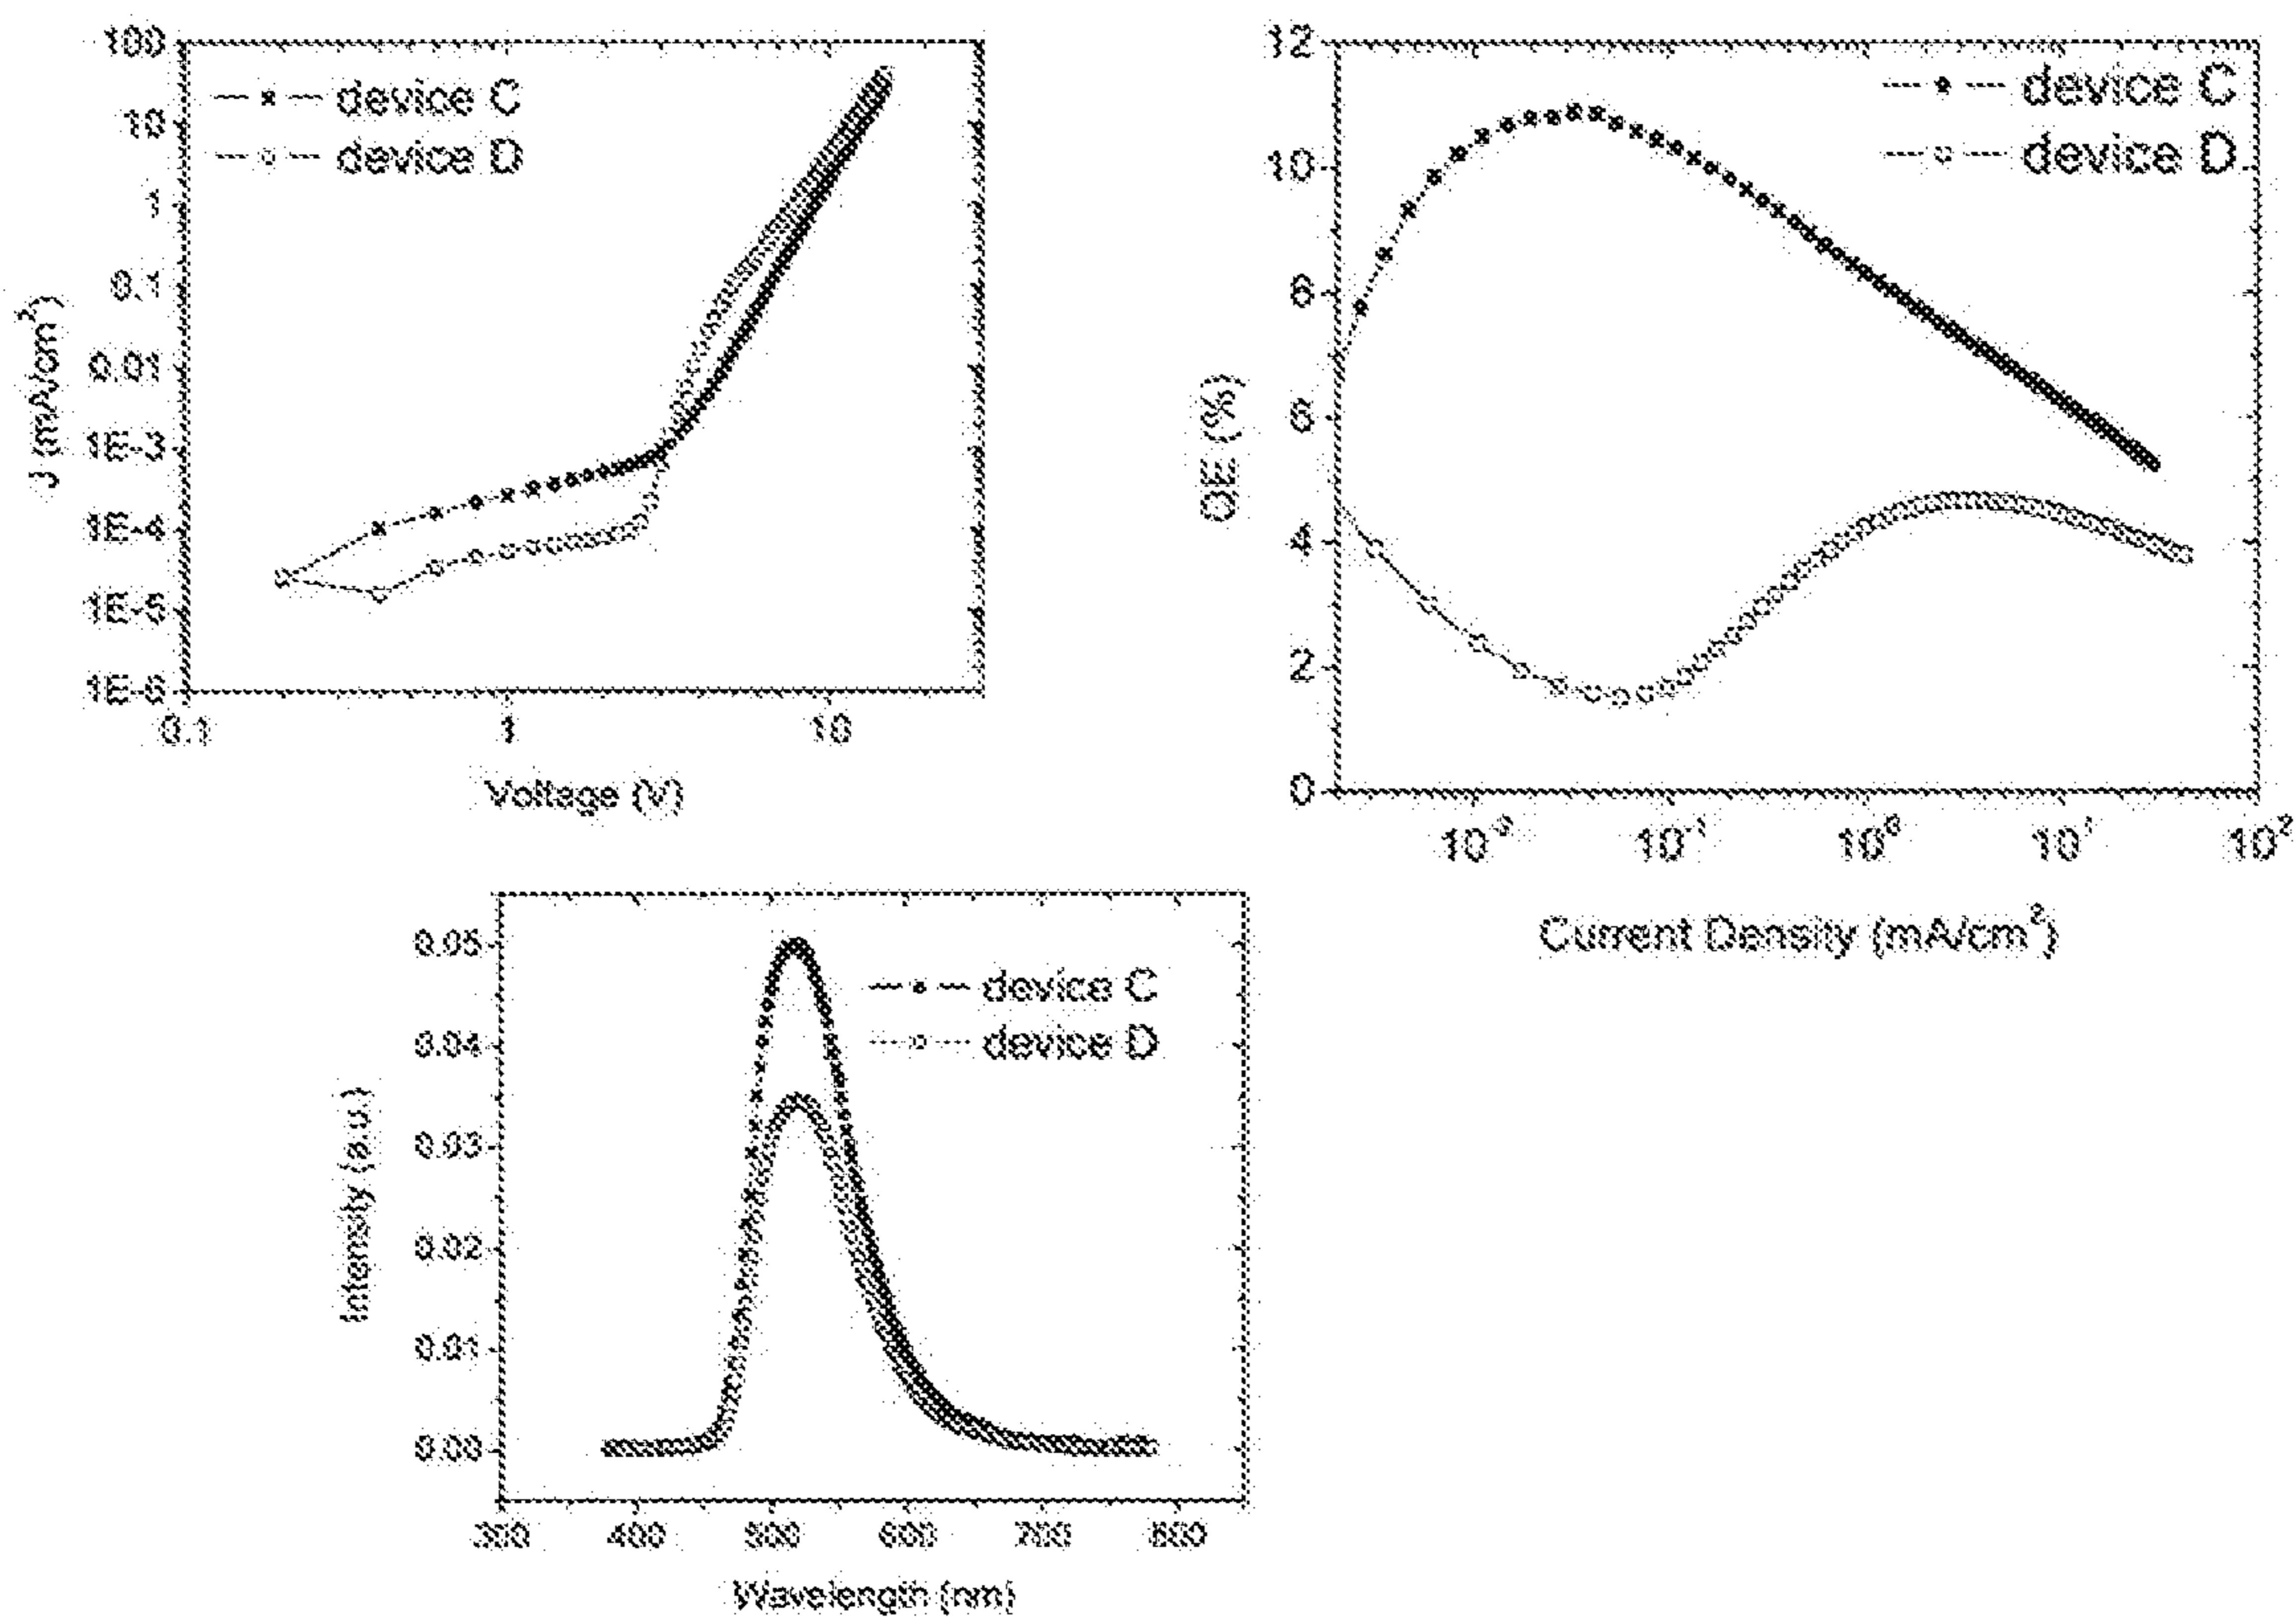 100
10
1
0.1
0.01
1E-3
1E-4
1E-5
1E-6
J (mA/cm²)
device C
device D
0.1 1 10
Voltage (V)
12
10
8
6
4
2
0
QE (%)
device C
device D
10⁻¹ 10⁰ 10¹ 10²
Current Density (mA/cm²)
0.05
0.04
0.03
0.02
0.01
0.00
Intensity (a.u.)
device C
device D
300 400 500 600 700 800
Wavelength (nm)